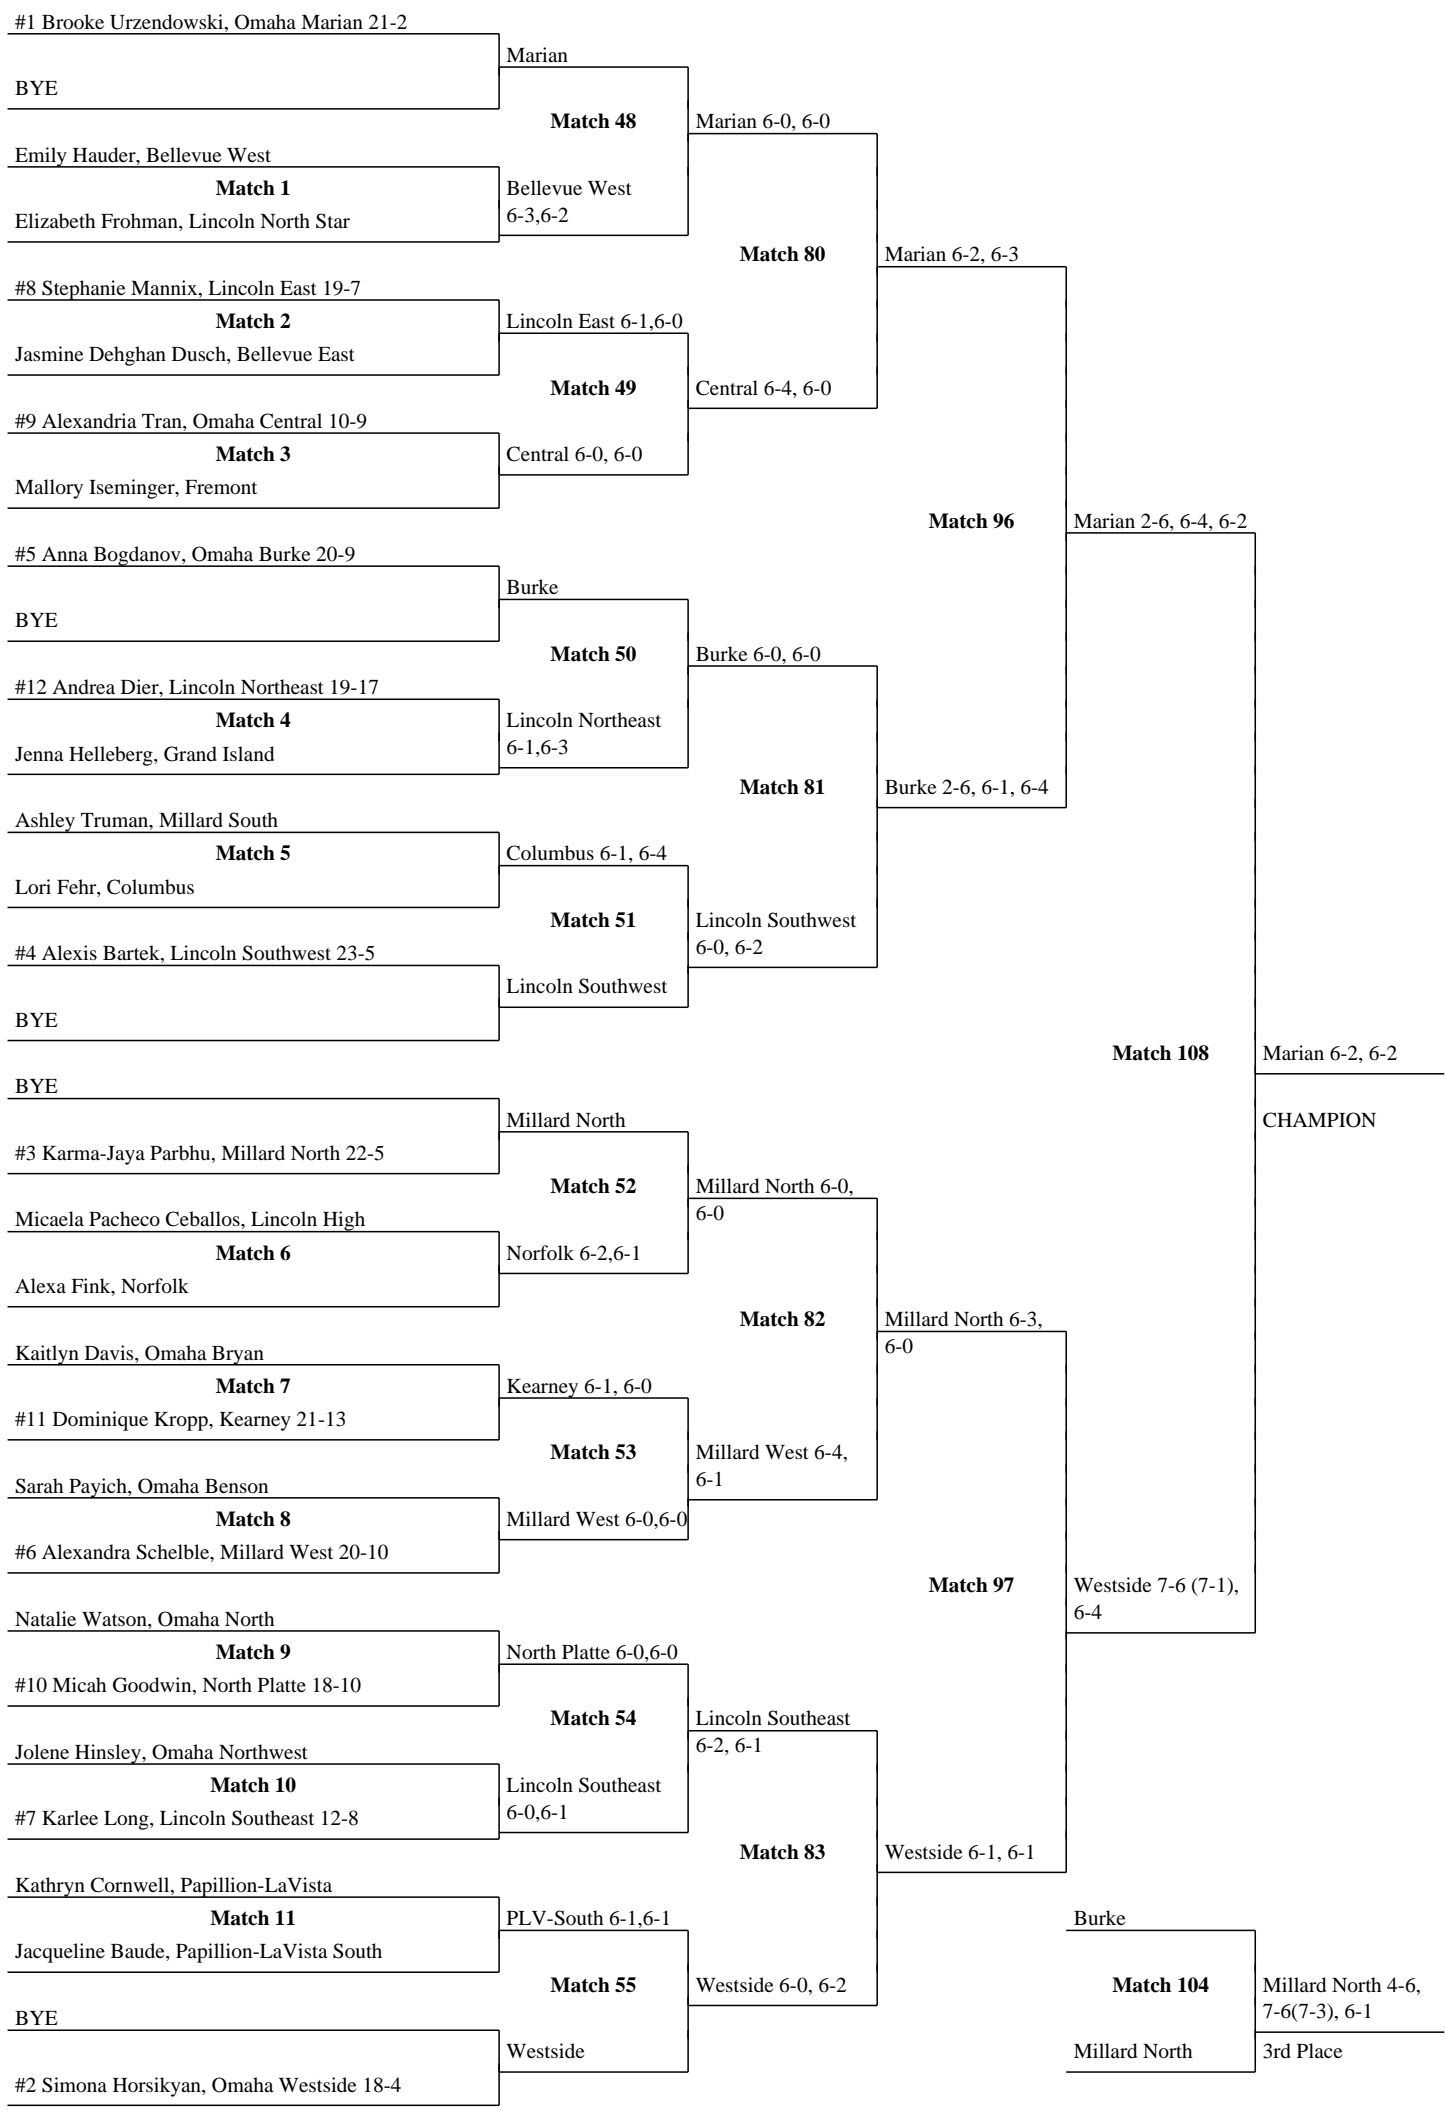 #1 Brooke Urzendowski, Omaha Marian 21-2
Marian
BYE
Match 48
Marian 6-0, 6-0
Emily Hauder, Bellevue West
Match 1
Bellevue West
6-3,6-2
Elizabeth Frohman, Lincoln North Star
Match 80
Marian 6-2, 6-3
#8 Stephanie Mannix, Lincoln East 19-7
Match 2
Lincoln East 6-1,6-0
Jasmine Dehghan Dusch, Bellevue East
Match 49
Central 6-4, 6-0
#9 Alexandria Tran, Omaha Central 10-9
Match 3
Central 6-0, 6-0
Mallory Iseminger, Fremont
Match 96
Marian 2-6, 6-4, 6-2
#5 Anna Bogdanov, Omaha Burke 20-9
Burke
BYE
Match 50
Burke 6-0, 6-0
#12 Andrea Dier, Lincoln Northeast 19-17
Match 4
Lincoln Northeast
6-1,6-3
Jenna Helleberg, Grand Island
Match 81
Burke 2-6, 6-1, 6-4
Ashley Truman, Millard South
Match 5
Columbus 6-1, 6-4
Lori Fehr, Columbus
Match 51
Lincoln Southwest
6-0, 6-2
#4 Alexis Bartek, Lincoln Southwest 23-5
Lincoln Southwest
BYE
Match 108
Marian 6-2, 6-2
BYE
Millard North
CHAMPION
#3 Karma-Jaya Parbhu, Millard North 22-5
Match 52
Millard North 6-0,
6-0
Micaela Pacheco Ceballos, Lincoln High
Match 6
Norfolk 6-2,6-1
Alexa Fink, Norfolk
Match 82
Millard North 6-3,
6-0
Kaitlyn Davis, Omaha Bryan
Match 7
Kearney 6-1, 6-0
#11 Dominique Kropp, Kearney 21-13
Match 53
Millard West 6-4,
6-1
Sarah Payich, Omaha Benson
Match 8
Millard West 6-0,6-0
#6 Alexandra Schelble, Millard West 20-10
Match 97
Westside 7-6 (7-1),
6-4
Natalie Watson, Omaha North
Match 9
North Platte 6-0,6-0
#10 Micah Goodwin, North Platte 18-10
Match 54
Lincoln Southeast
6-2, 6-1
Jolene Hinsley, Omaha Northwest
Match 10
Lincoln Southeast
6-0,6-1
#7 Karlee Long, Lincoln Southeast 12-8
Match 83
Westside 6-1, 6-1
Kathryn Cornwell, Papillion-LaVista
Match 11
PLV-South 6-1,6-1
Burke
Jacqueline Baude, Papillion-LaVista South
Match 55
Westside 6-0, 6-2
Match 104
Millard North 4-6,
7-6(7-3), 6-1
BYE
Westside
Millard North
3rd Place
#2 Simona Horsikyan, Omaha Westside 18-4